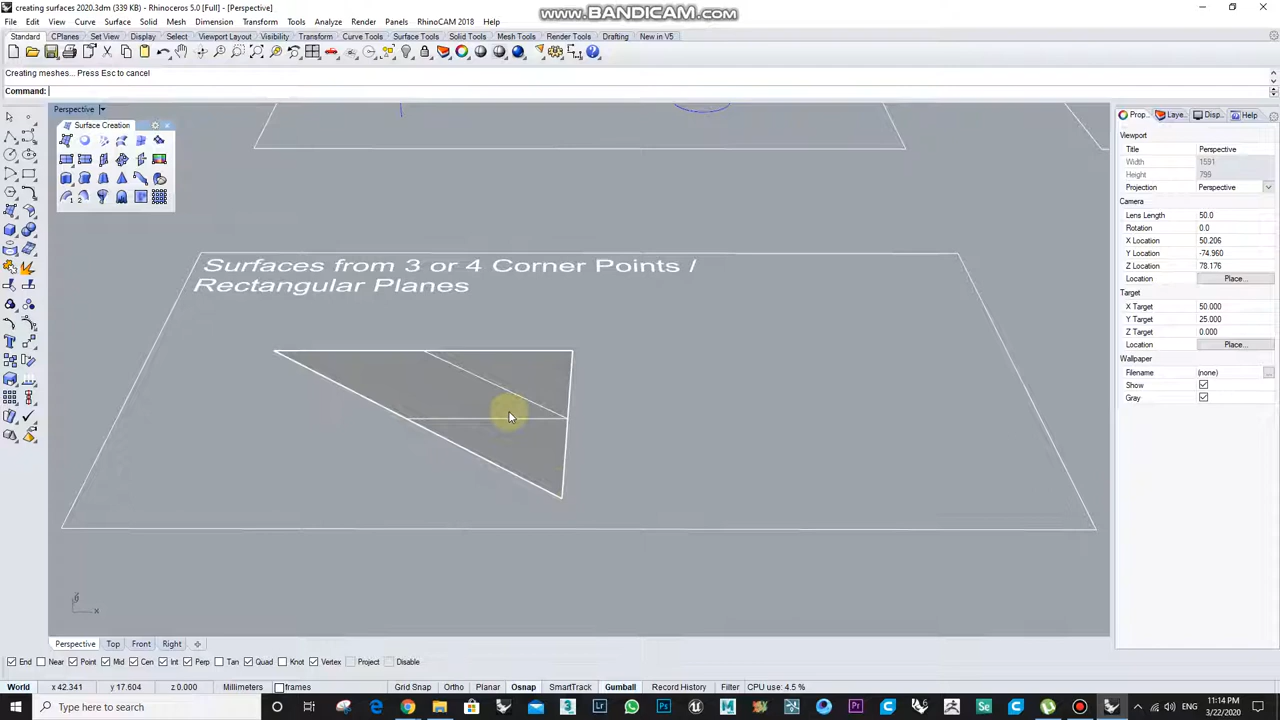 creating surfaces 2020.3dm (339 KB) - Rhinoceros 5.0 [Full] - [Perspective]
www.BANDICAM.com
File Edit View Curve Surface Solid Mesh Dimension Transform Tools Analyze Render Panels RhinoCAM 2018 Help
Creating meshes... Press Esc to cancel
Command:
Standard CPlanes Set View Display Select Viewport Layout Visibility Transform Curve Tools Surface Tools Solid Tools Mesh Tools Render Tools Drafting New in V5
Perspective
Surface Creation
Surfaces from 3 or 4 Corner Points /
Rectangular Planes
Prop... Laye... Disp... Help
Viewport
Title Perspective
Width 1591
Height 799
Projection Perspective
Camera
Lens Length 50.0
Rotation 0.0
X Location 50.206
Y Location -74.960
Z Location 78.176
Location Place...
Target
X Target 50.000
Y Target 25.000
Z Target 0.000
Location Place...
Wallpaper
Filename (none)
Show
Gray
x
Perspective Top Front Right
End Near Point Mid Cen Int Perp Tan Quad Knot Vertex Project Disable
World x 42.341 y 17.604 z 0.000 Millimeters frames Grid Snap Ortho Planar Osnap SmartTrack Gumball Record History Filter CPU use: 4.5 %
Type here to search
11:14 PM
3/22/2020